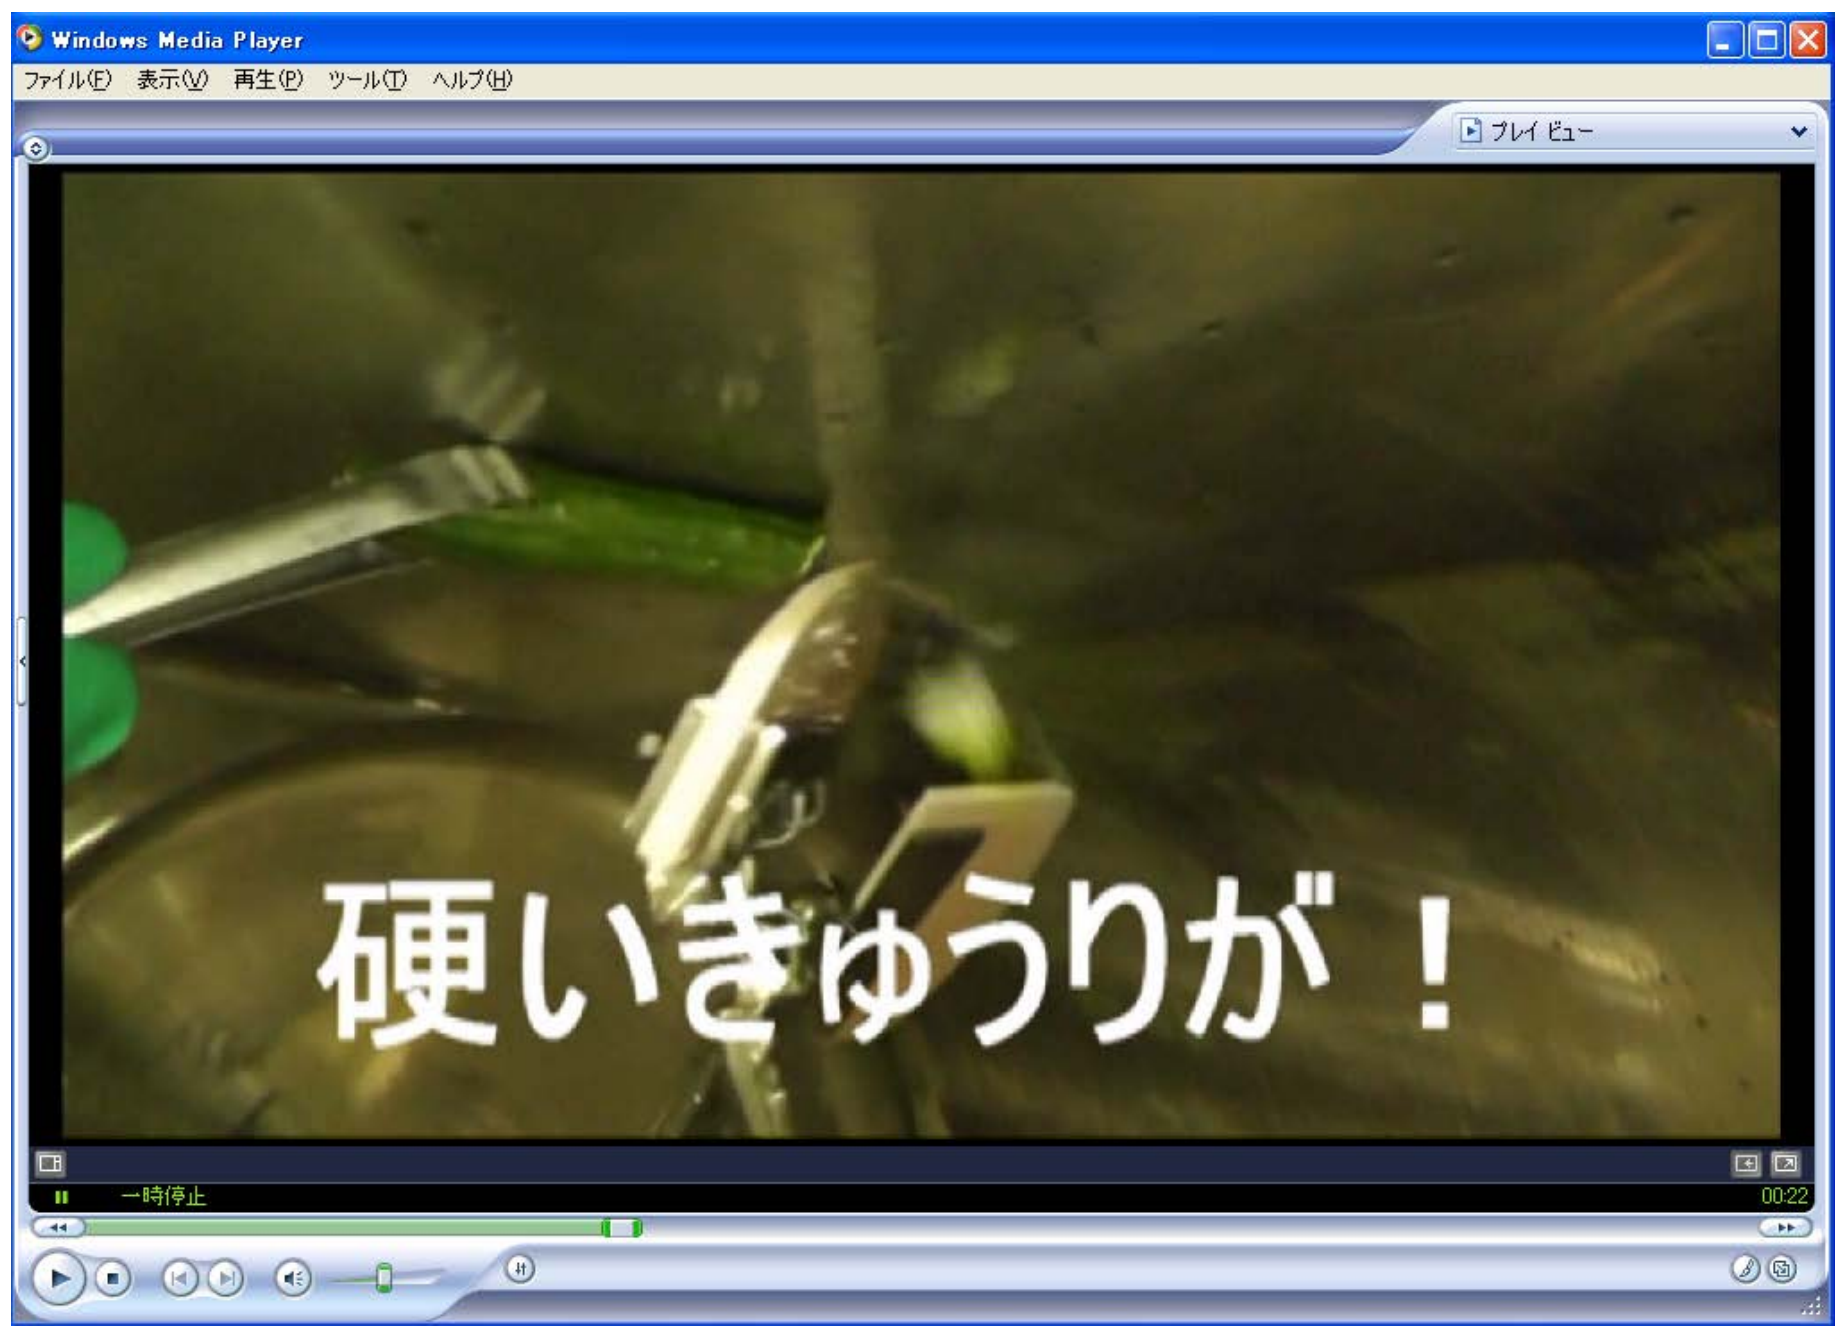 Windows Media Player
ファイル(F) 表示(V) 再生(P) ツール(T) ヘルプ(H)
プレイ ビュー
硬いきゅうりが！
一時停止
00:22